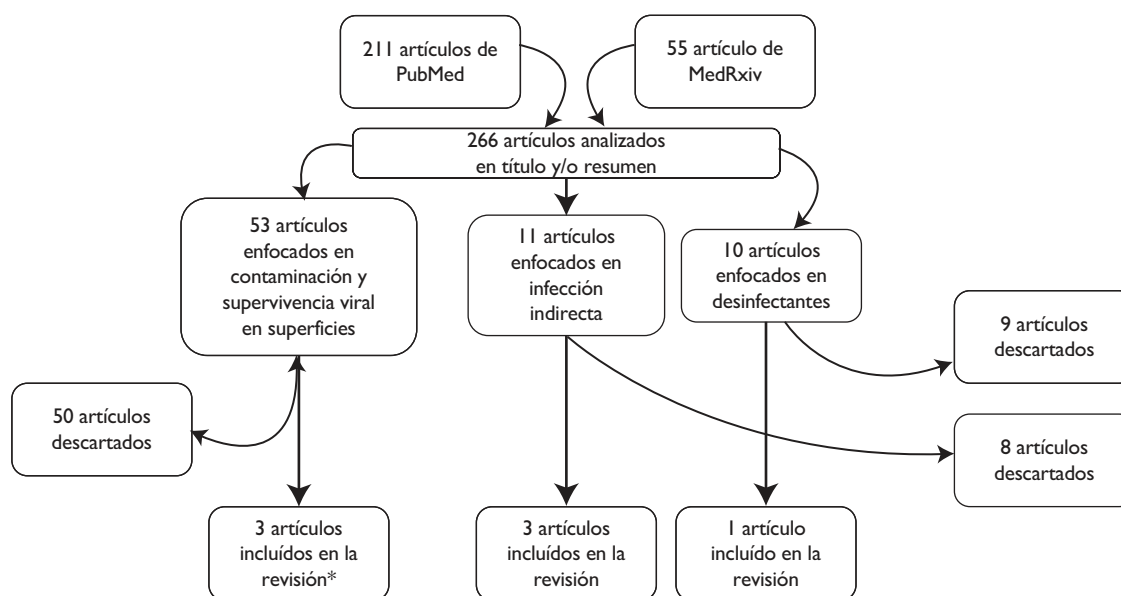 211 artículos de
PubMed
55 artículo de
MedRxiv
266 artículos analizados
en título y/o resumen
53 artículos
enfocados en
contaminación y
supervivencia viral
en superficies
11 artículos
enfocados en
infección
indirecta
10 artículos
enfocados en
desinfectantes
9 artículos
descartados
50 artículos
descartados
8 artículos
descartados
3 artículos
incluídos en la
revisión*
3 artículos
incluídos en la
revisión
1 artículo
incluído en la
revisión